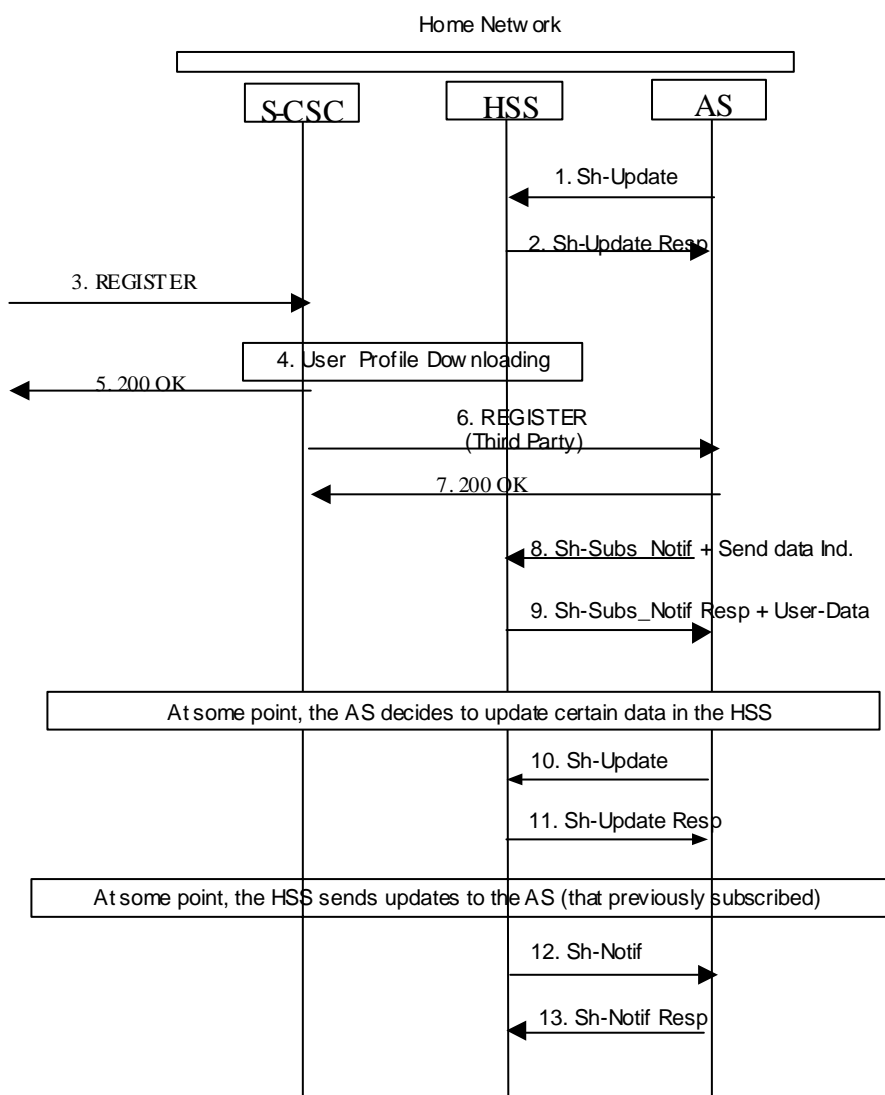 Home Network
S-CSC HSS AS
1. Sh-Update
2. Sh-Update Resp
3. REGISTER
4. User Profile Downloading
5. 200 OK
6. REGISTER
(Third Party)
7. 200 OK
8. Sh-Subs_Notif + Send data Ind.
9. Sh-Subs_Notif Resp + User-Data
At some point, the AS decides to update certain data in the HSS
10. Sh-Update
11. Sh-Update Resp
At some point, the HSS sends updates to the AS (that previously subscribed)
12. Sh-Notif
13. Sh-Notif Resp